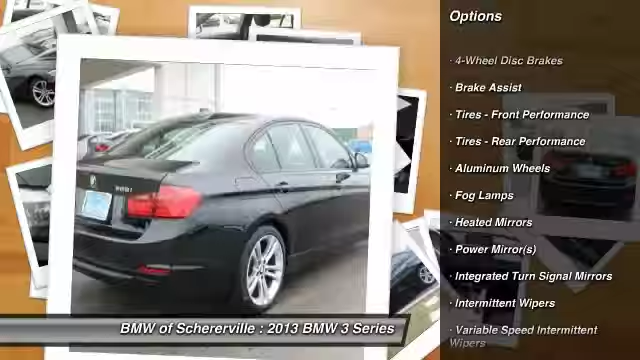 Options
· 4-Wheel Disc Brakes
· Brake Assist
· Tires - Front Performance
· Tires - Rear Performance
· Aluminum Wheels
· Fog Lamps
· Heated Mirrors
· Power Mirror(s)
· Integrated Turn Signal Mirrors
· Intermittent Wipers
· Variable Speed Intermittent
Wipers
BMW of Schererville : 2013 BMW 3 Series